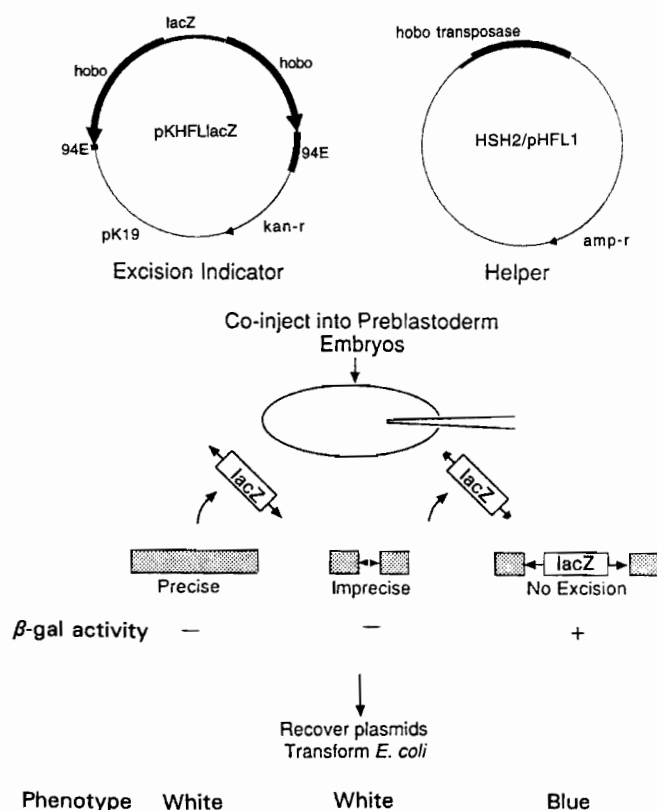 lacZ
hobo
hobo
pKHFLlacZ
94E
94E
pK19
kan-r
Excision Indicator
hobo transposase
HSH2/pHFL1
amp-r
Helper
Co-inject into Preblastoderm
Embryos
lacZ
lacZ
lacZ
Precise
Imprecise
No Excision
β-gal activity − − +
Recover plasmids
Transform E. coli
Phenotype White White Blue